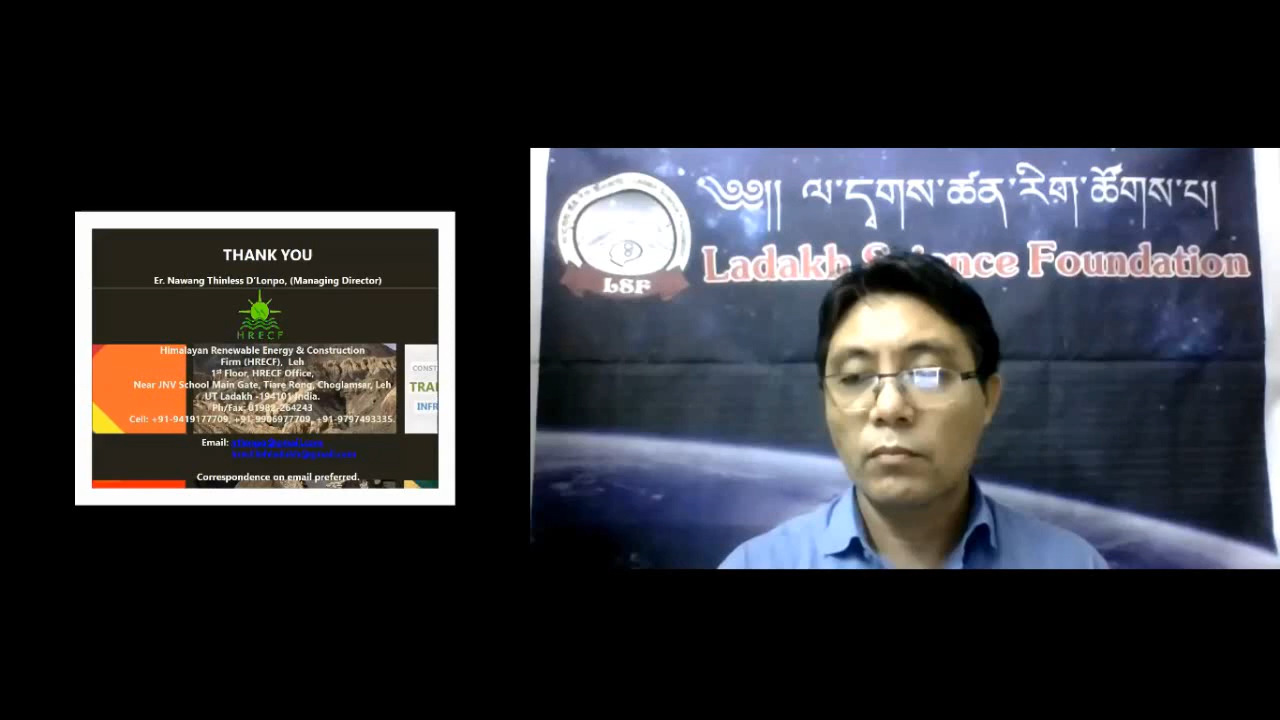 THANK YOU
Er. Nawang Thinless D'Lonpo, (Managing Director)
HRECF
Himalayan Renewable Energy & Construction
Firm (HRECF), Leh
1st Floor, HRECF Office,
Near JNV School Main Gate, Tiare Rong, Choglamsar, Leh
UT Ladakh -194101 India.
Ph/Fax: 01982-264243
Cell: +91-9419177709, +91-9906977709, +91-9797493335.
Email:
Correspondence on email preferred.
CONST
TRA
INFR
༄༅།། ལ་དྭགས་ཚན་རིག་ཚོགས་པ།
Ladakh Science Foundation
LSF